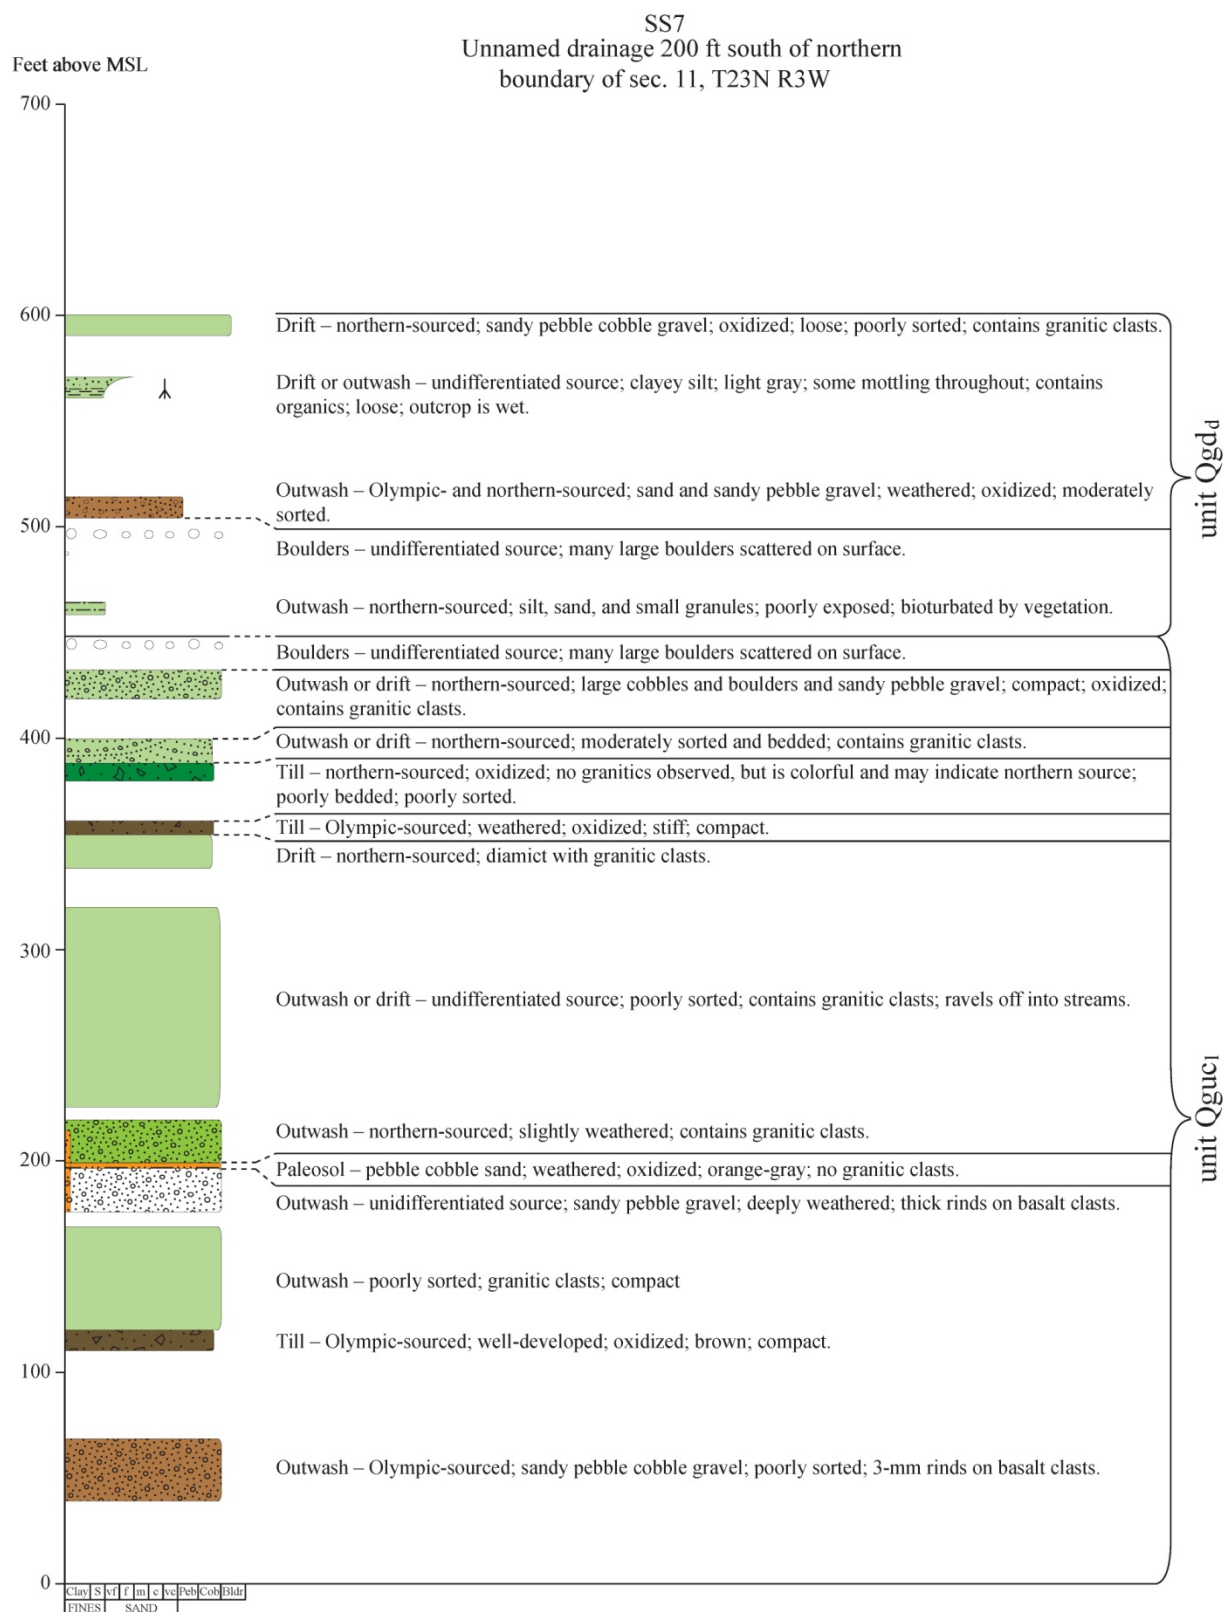 SS7
Unnamed drainage 200 ft south of northern
boundary of sec. 11, T23N R3W
Feet above MSL
700
600
Drift – northern-sourced; sandy pebble cobble gravel; oxidized; loose; poorly sorted; contains granitic clasts.
Drift or outwash – undifferentiated source; clayey silt; light gray; some mottling throughout; contains
organics; loose; outcrop is wet.
unit Qgdd
Outwash – Olympic- and northern-sourced; sand and sandy pebble gravel; weathered; oxidized; moderately
sorted.
500
Boulders – undifferentiated source; many large boulders scattered on surface.
Outwash – northern-sourced; silt, sand, and small granules; poorly exposed; bioturbated by vegetation.
Boulders – undifferentiated source; many large boulders scattered on surface.
Outwash or drift – northern-sourced; large cobbles and boulders and sandy pebble gravel; compact; oxidized;
contains granitic clasts.
400
Outwash or drift – northern-sourced; moderately sorted and bedded; contains granitic clasts.
Till – northern-sourced; oxidized; no granitics observed, but is colorful and may indicate northern source;
poorly bedded; poorly sorted.
Till – Olympic-sourced; weathered; oxidized; stiff; compact.
Drift – northern-sourced; diamict with granitic clasts.
300
Outwash or drift – undifferentiated source; poorly sorted; contains granitic clasts; ravels off into streams.
unit Qguc
Outwash – northern-sourced; slightly weathered; contains granitic clasts.
200
Paleosol – pebble cobble sand; weathered; oxidized; orange-gray; no granitic clasts.
Outwash – unidifferentiated source; sandy pebble gravel; deeply weathered; thick rinds on basalt clasts.
Outwash – poorly sorted; granitic clasts; compact
Till – Olympic-sourced; well-developed; oxidized; brown; compact.
100
Outwash – Olympic-sourced; sandy pebble cobble gravel; poorly sorted; 3-mm rinds on basalt clasts.
0
Clay S vf f m c vc Peb Cob Bldr
FINES SAND